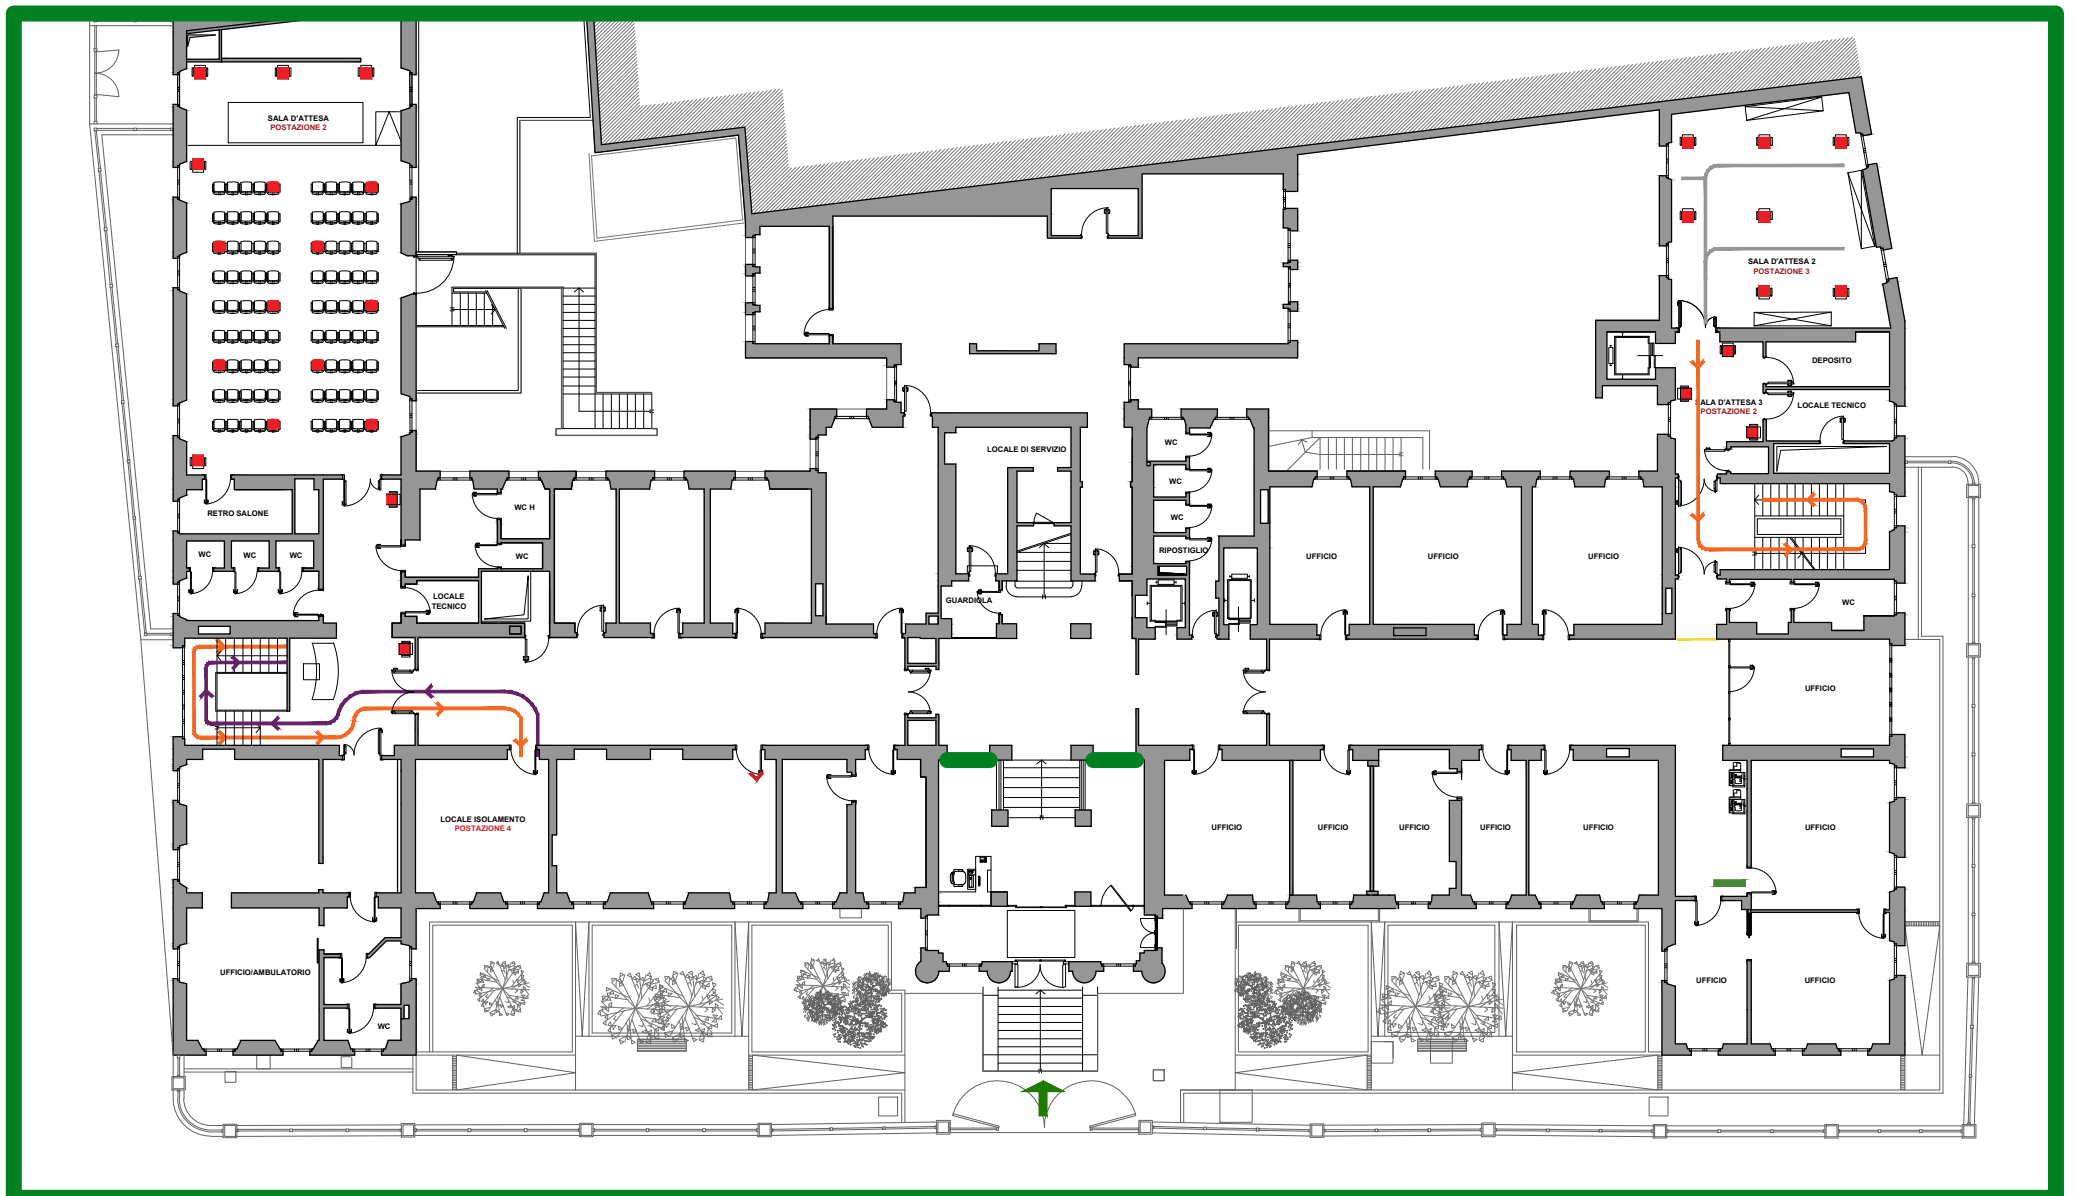 SALA D'ATTESA
POSTAZIONE 2
SALA D'ATTESA 2
POSTAZIONE 3
DEPOSITO
SALA D'ATTESA 3
POSTAZIONE 2
LOCALE TECNICO
LOCALE DI SERVIZIO
WC
WC
WC
RIPOSTIGLIO
RETRO SALONE
WC H
WC
WC
WC
WC
LOCALE
TECNICO
GUARDIOLA
UFFICIO
UFFICIO
UFFICIO
WC
UFFICIO
LOCALE ISOLAMENTO
POSTAZIONE 4
UFFICIO
UFFICIO
UFFICIO
UFFICIO
UFFICIO
UFFICIO
UFFICIO/AMBULATORIO
WC
UFFICIO
UFFICIO